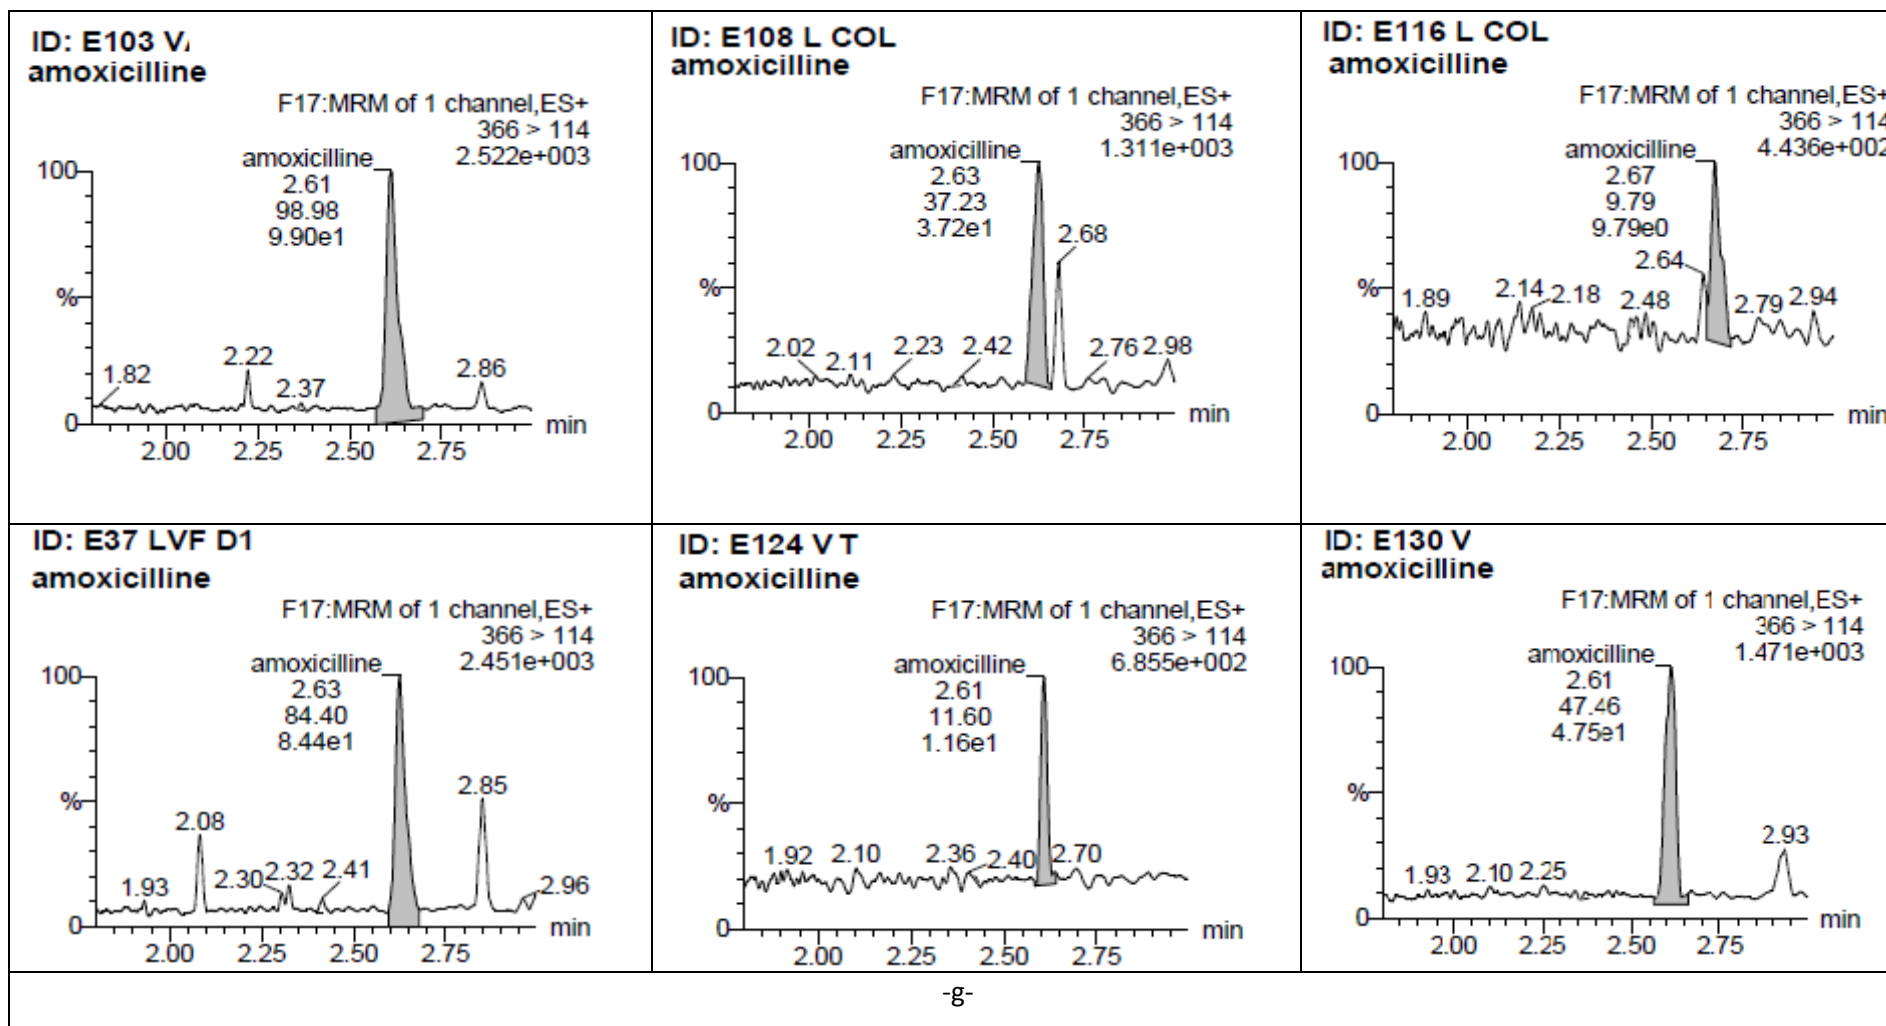 ID: E103 V
amoxicilline
F17:MRM of 1 channel,ES+
366 > 114
2.522e+003
amoxicilline
2.61
98.98
9.90e1
100
%
0
1.82
2.22
2.37
2.86
min
2.00 2.25 2.50 2.75
ID: E108 L COL
amoxicilline
F17:MRM of 1 channel,ES+
366 > 114
1.311e+003
amoxicilline
2.63
37.23
3.72e1
100
%
0
2.02
2.11
2.23
2.42
2.68
2.76
2.98
min
2.00 2.25 2.50 2.75
ID: E116 L COL
amoxicilline
F17:MRM of 1 channel,ES+
366 > 114
4.436e+002
amoxicilline
2.67
9.79
9.79e0
100
%
0
1.89
2.14
2.18
2.48
2.64
2.79
2.94
min
2.00 2.25 2.50 2.75
ID: E37 LVF D1
amoxicilline
F17:MRM of 1 channel,ES+
366 > 114
2.451e+003
amoxicilline
2.63
84.40
8.44e1
100
%
0
1.93
2.08
2.30
2.32
2.41
2.85
2.96
min
2.00 2.25 2.50 2.75
ID: E124 V T
amoxicilline
F17:MRM of 1 channel,ES+
366 > 114
6.855e+002
amoxicilline
2.61
11.60
1.16e1
100
%
0
1.92
2.10
2.36
2.40
2.70
min
2.00 2.25 2.50 2.75
ID: E130 V
amoxicilline
F17:MRM of 1 channel,ES+
366 > 114
1.471e+003
amoxicilline
2.61
47.46
4.75e1
100
%
0
1.93
2.10
2.25
2.93
min
2.00 2.25 2.50 2.75
-g-